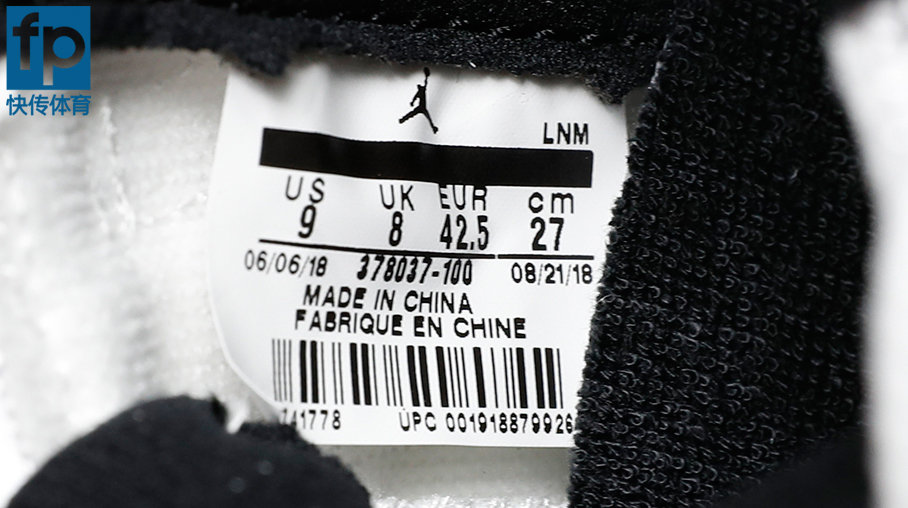 fp
快传体育
LNM
US UK EUR cm
9 8 42.5 27
06/06/18 378037-100 08/21/18
MADE IN CHINA
FABRIQUE EN CHINE
741778 UPC 00191887992